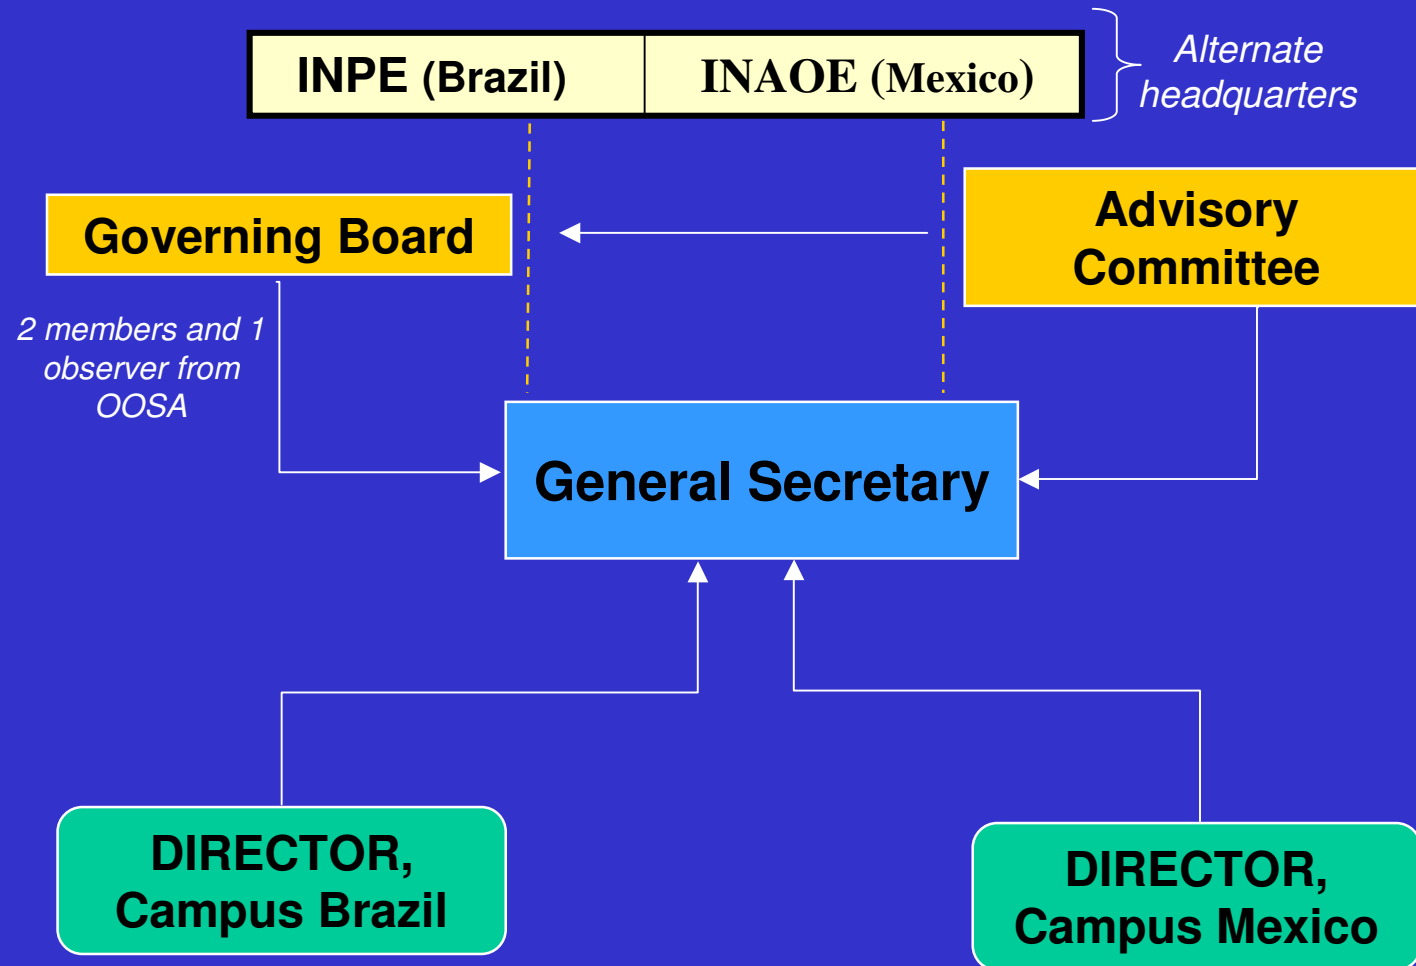 INPE (Brazil)
INAOE (Mexico)
Alternate
headquarters
Governing Board
Advisory
Committee
2 members and 1
observer from
OOSA
General Secretary
DIRECTOR,
Campus Brazil
DIRECTOR,
Campus Mexico